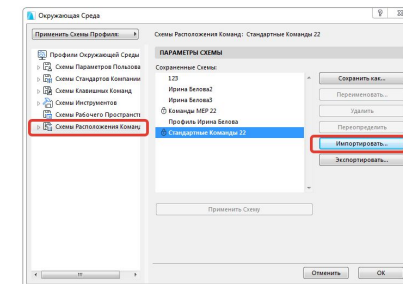 Окружающая Среда
Применить Схемы Профиля:
Схемы Расположения Команд: Стандартные Команды 22
Профили Окружающей Среды
Схемы Параметров Пользова
Схемы Стандартов Компании
Схемы Клавишных Команд
Схемы Инструментов
Схемы Рабочего Пространств
Схемы Расположения Команд
ПАРАМЕТРЫ СХЕМЫ
Сохраненные Схемы:
123
Ирина Белова2
Ирина Белова3
Команды МЕР 22
Профиль Ирина Белова
Стандартные Команды 22
Сохранить как...
Переименовать...
Удалить
Переопределить
Импортировать...
Экспортировать...
Применить Схему
Отменить
ОК